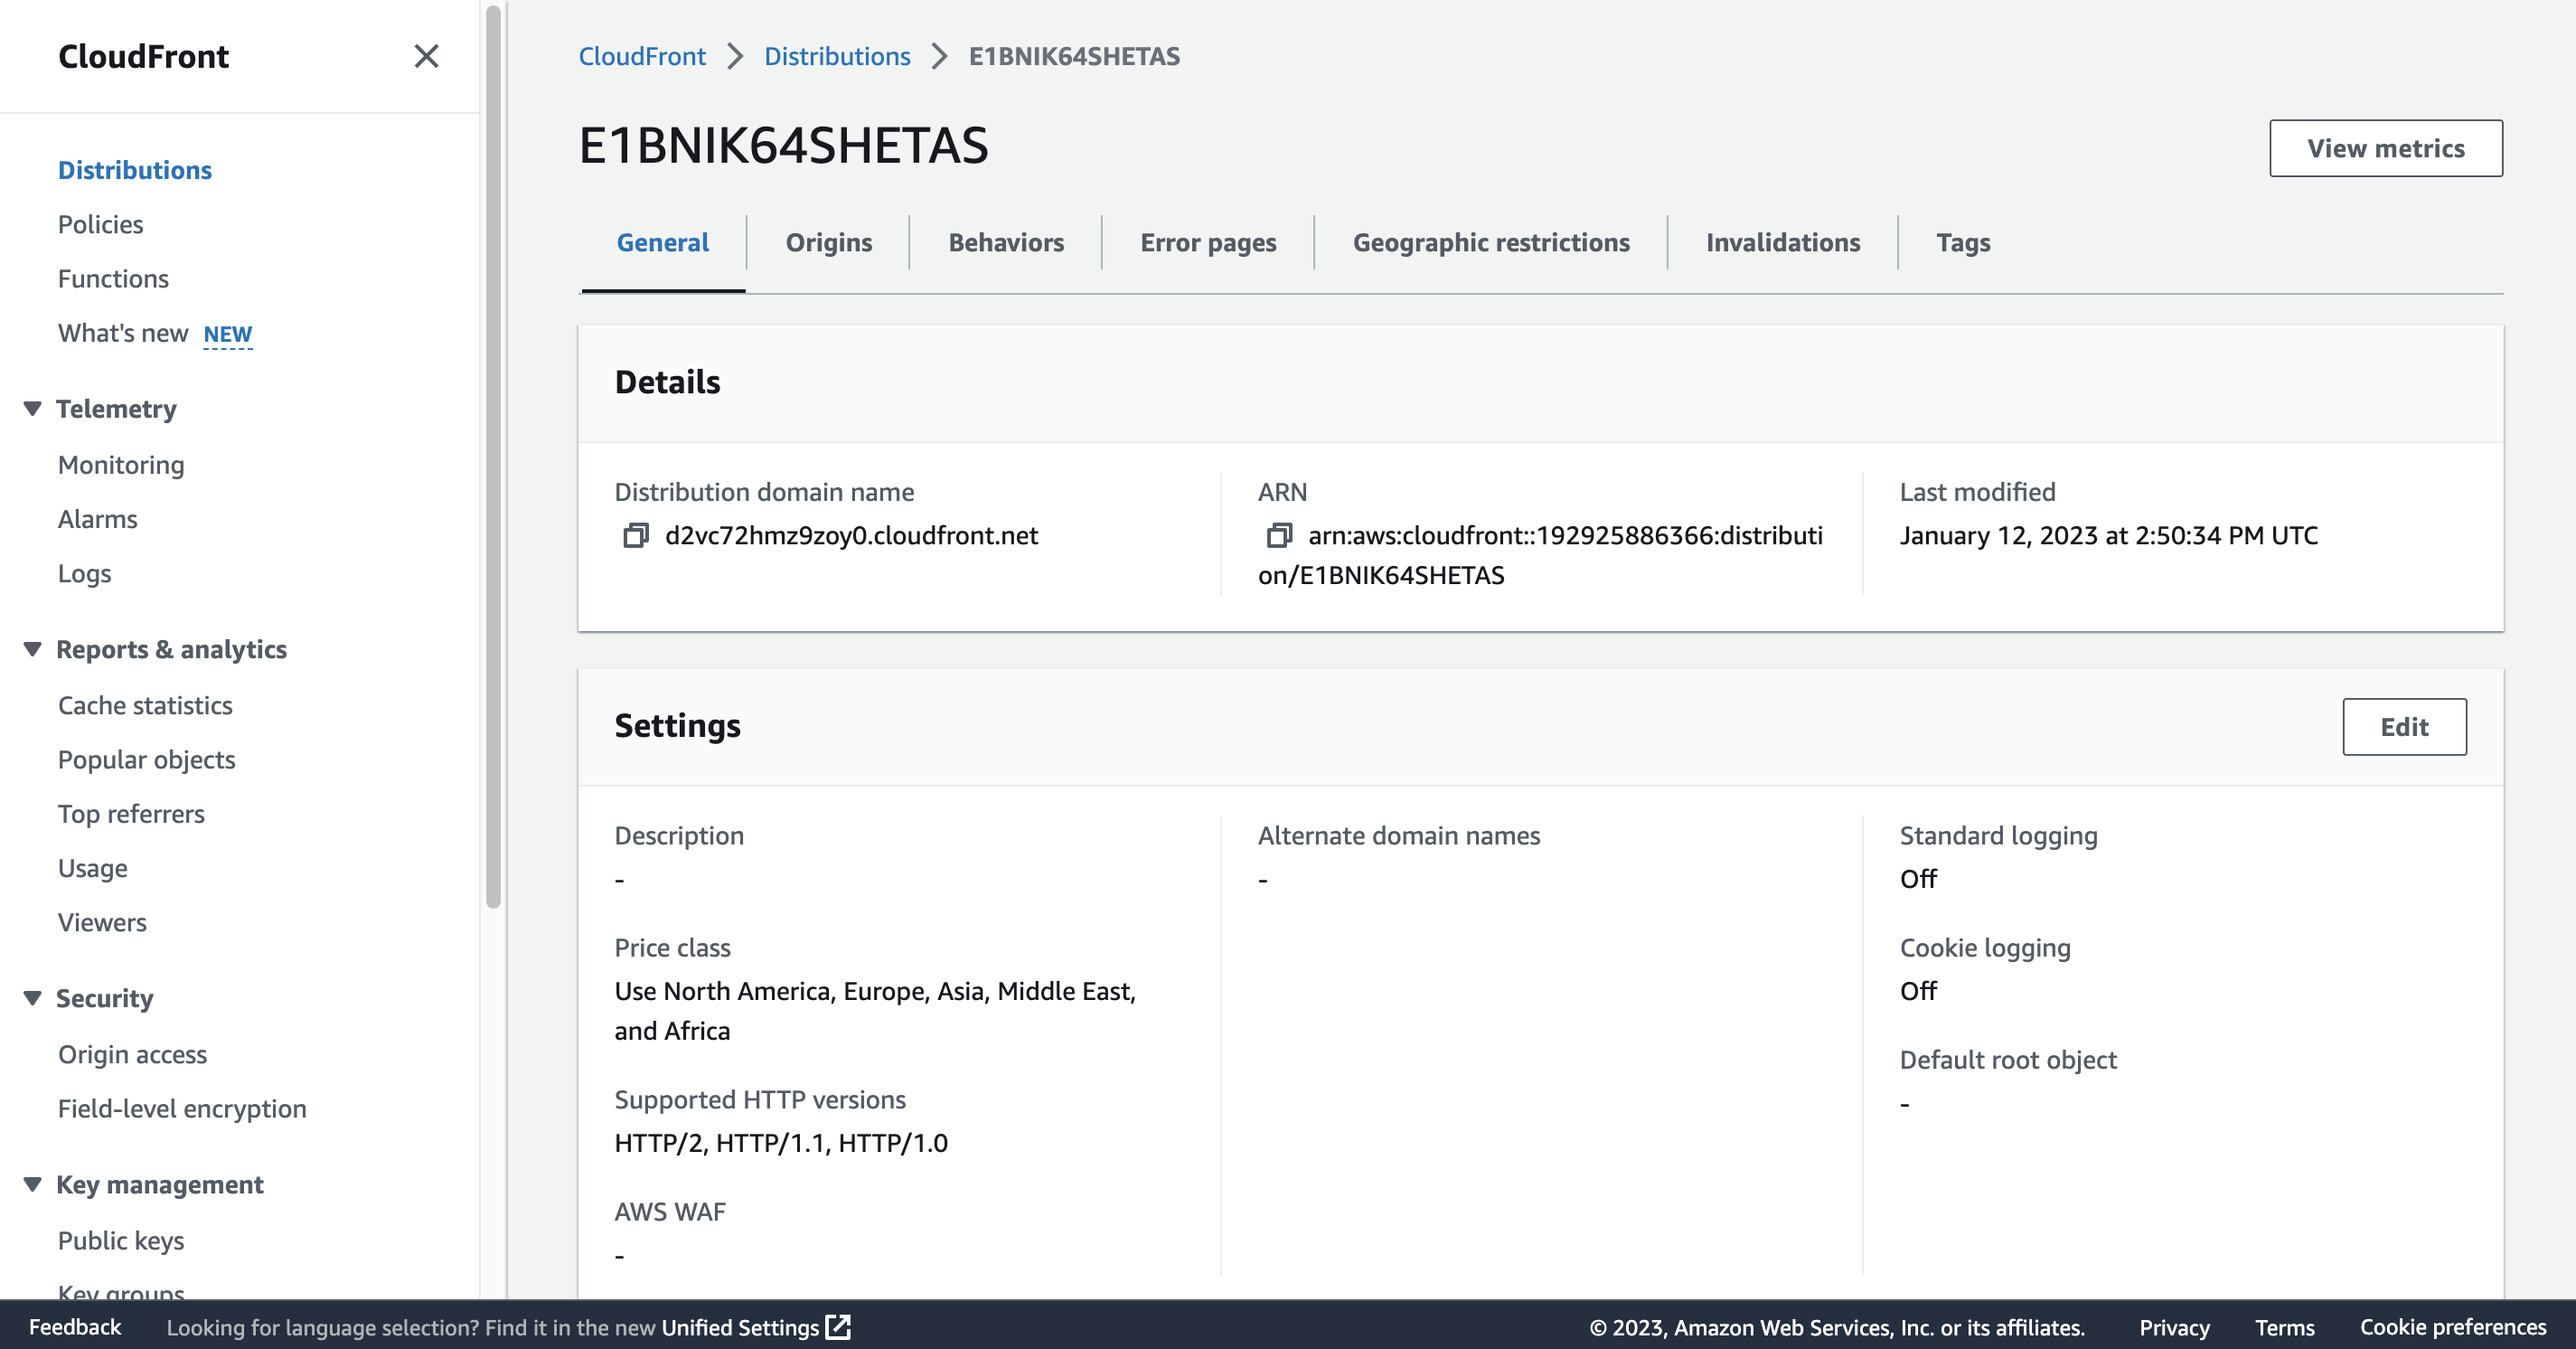 CloudFront
Distributions
Policies
Functions
What's new NEW
Telemetry
Monitoring
Alarms
Logs
Reports & analytics
Cache statistics
Popular objects
Top referrers
Usage
Viewers
Security
Origin access
Field-level encryption
Key management
Public keys
Key groups
CloudFront Distributions E1BNIK64SHETAS
E1BNIK64SHETAS
View metrics
General Origins Behaviors Error pages Geographic restrictions Invalidations Tags
Details
Distribution domain name
d2vc72hmz9zoy0.cloudfront.net
ARN
arn:aws:cloudfront::192925886366:distributi
on/E1BNIK64SHETAS
Last modified
January 12, 2023 at 2:50:34 PM UTC
Settings
Edit
Description
-
Price class
Use North America, Europe, Asia, Middle East,
and Africa
Supported HTTP versions
HTTP/2, HTTP/1.1, HTTP/1.0
AWS WAF
-
Alternate domain names
-
Standard logging
Off
Cookie logging
Off
Default root object
-
Feedback Looking for language selection? Find it in the new Unified Settings © 2023, Amazon Web Services, Inc. or its affiliates. Privacy Terms Cookie preferences